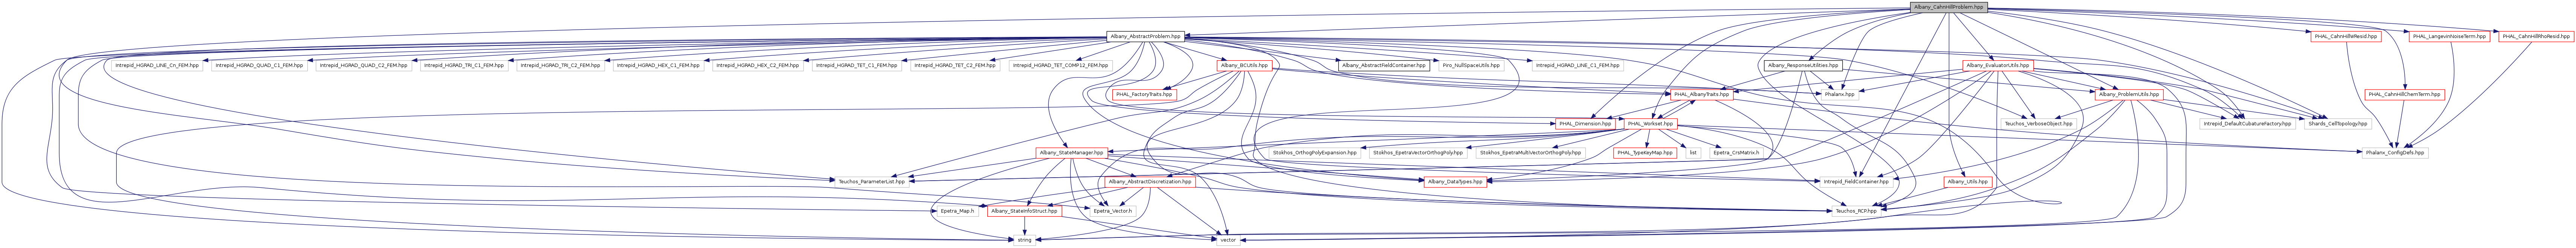 Albany_CahnHillProblem.hpp
Albany_AbstractProblem.hpp
PHAL_CahnHillWResid.hpp
PHAL_LangevinNoiseTerm.hpp
PHAL_CahnHillRhoResid.hpp
Intrepid_HGRAD_LINE_Cn_FEM.hpp
Intrepid_HGRAD_QUAD_C1_FEM.hpp
Intrepid_HGRAD_QUAD_C2_FEM.hpp
Intrepid_HGRAD_TRI_C1_FEM.hpp
Intrepid_HGRAD_TRI_C2_FEM.hpp
Intrepid_HGRAD_HEX_C1_FEM.hpp
Intrepid_HGRAD_HEX_C2_FEM.hpp
Intrepid_HGRAD_TET_C1_FEM.hpp
Intrepid_HGRAD_TET_C2_FEM.hpp
Intrepid_HGRAD_TET_COMP12_FEM.hpp
Albany_BCUtils.hpp
Albany_AbstractFieldContainer.hpp
Piro_NullSpaceUtils.hpp
Intrepid_HGRAD_LINE_C1_FEM.hpp
Albany_ResponseUtilities.hpp
Albany_EvaluatorUtils.hpp
PHAL_FactoryTraits.hpp
PHAL_AlbanyTraits.hpp
Phalanx.hpp
Albany_ProblemUtils.hpp
PHAL_CahnHillChemTerm.hpp
PHAL_Dimension.hpp
PHAL_Workset.hpp
Teuchos_VerboseObject.hpp
Intrepid_DefaultCubatureFactory.hpp
Shards_CellTopology.hpp
Albany_StateManager.hpp
Stokhos_OrthogPolyExpansion.hpp
Stokhos_EpetraVectorOrthogPoly.hpp
Stokhos_EpetraMultiVectorOrthogPoly.hpp
PHAL_TypeKeyMap.hpp
list
Epetra_CrsMatrix.h
Phalanx_ConfigDefs.hpp
Teuchos_ParameterList.hpp
Albany_AbstractDiscretization.hpp
Albany_DataTypes.hpp
Intrepid_FieldContainer.hpp
Albany_Utils.hpp
Epetra_Map.h
Albany_StateInfoStruct.hpp
Epetra_Vector.h
Teuchos_RCP.hpp
string
vector